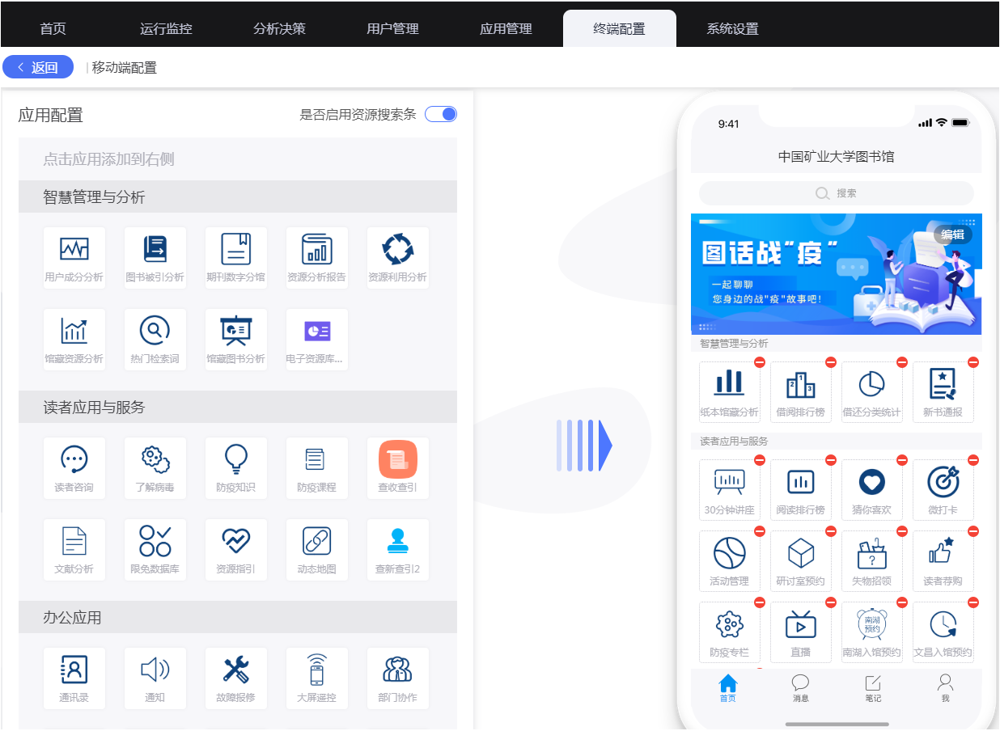 首页 运行监控 分析决策 用户管理 应用管理 终端配置 系统设置
返回 移动端配置
应用配置 是否启用资源搜索条
点击应用添加到右侧
智慧管理与分析
用户成分分析 图书被引分析 期刊数字分馆 资源分析报告 资源利用分析
馆藏资源分析 热门检索词 馆藏图书分析 电子资源库...
读者应用与服务
读者咨询 了解病毒 防疫知识 防疫课程 查收查引
文献分析 限免数据库 资源指引 动态地图 查新查引2
办公应用
通讯录 通知 故障报修 大屏遥控 部门协作
9:41
中国矿业大学图书馆
搜索
编辑
图话战"疫"
一起聊聊
您身边的战"疫"故事吧!
智慧管理与分析
2 1 3
纸本馆藏分析 借阅排行榜 借还分类统计 新书通报
读者应用与服务
30分钟讲座 阅读排行榜 猜你喜欢 微打卡
?
活动管理 研讨室预约 失物招领 读者荐购
南湖
预约
防疫专栏 直播 南湖入馆预约 文昌入馆预约
首页 消息 笔记 我